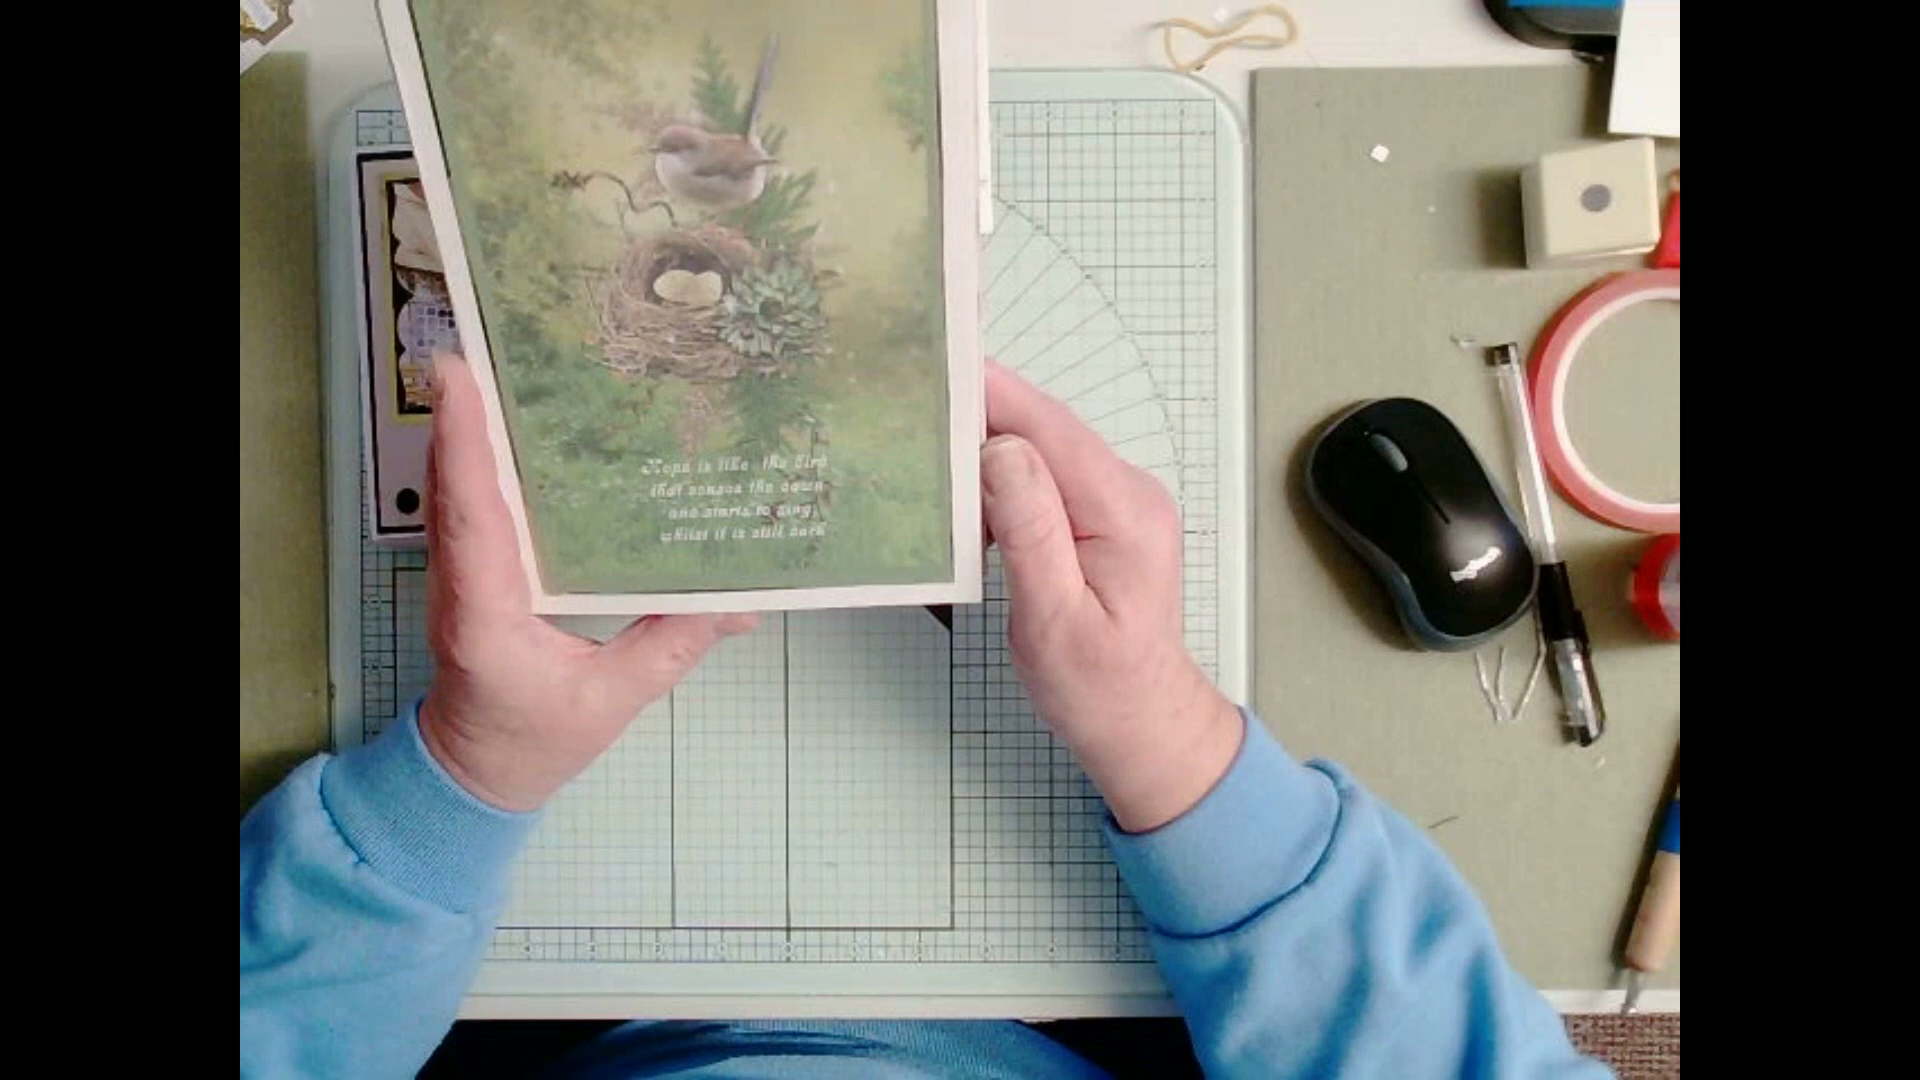 Hope is like the bird
that senses the dawn
and starts to sing,
whilst it is still dark